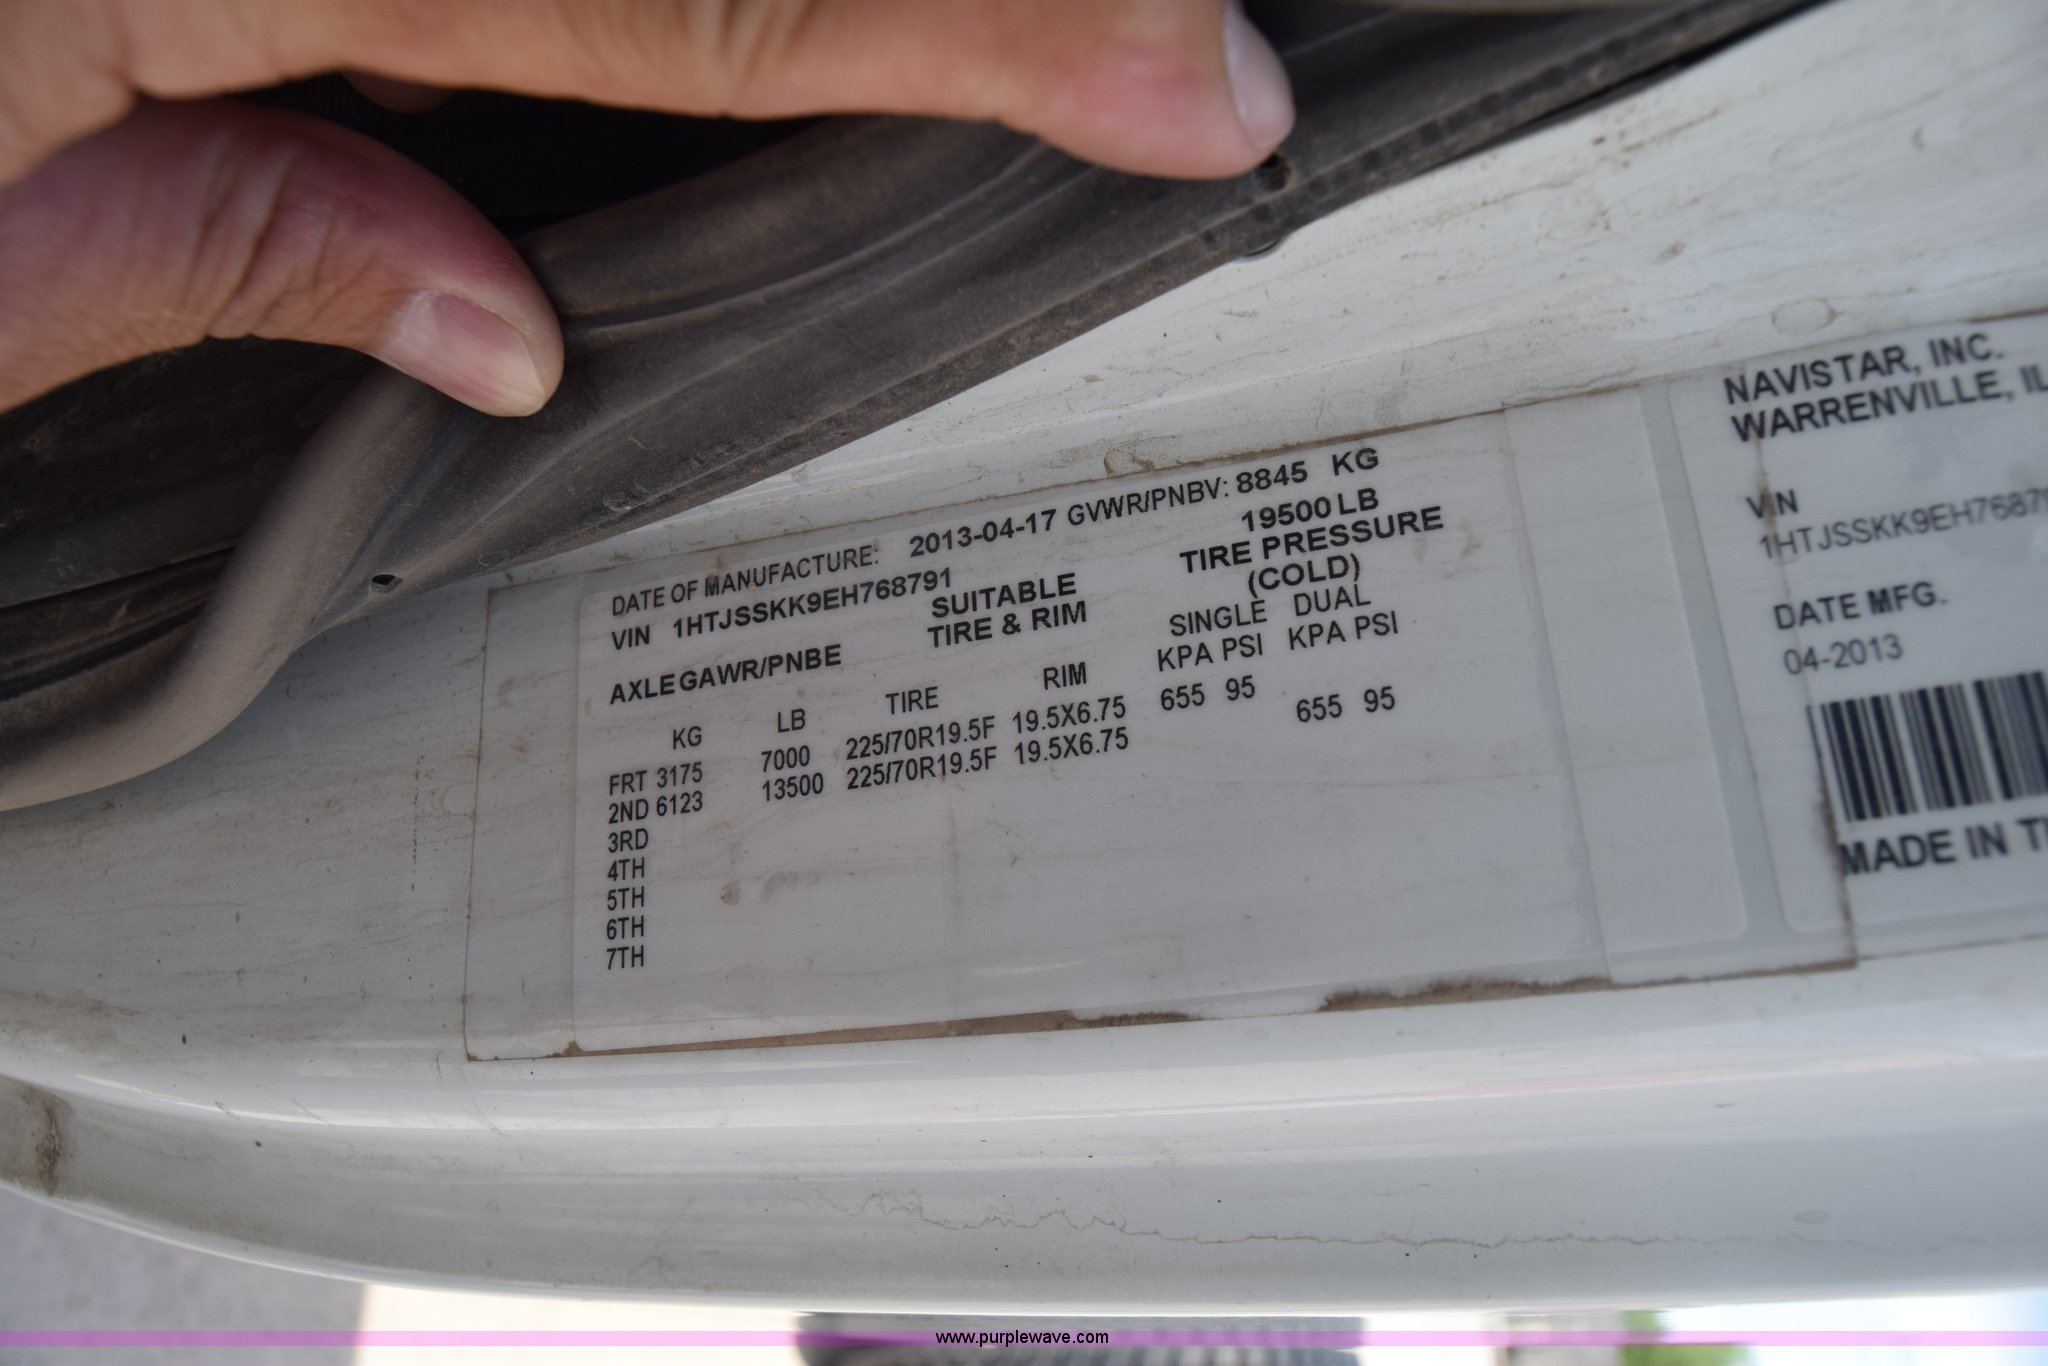 DATE OF MANUFACTURE: 2013-04-17 GVWR/PNBV: 8845 KG
19500 LB
VIN 1HTJSSKK9EH768791
SUITABLE
TIRE & RIM
TIRE PRESSURE
(COLD)
SINGLE DUAL
AXLE GAWR/PNBE
KPA PSI KPA PSI
KG LB TIRE RIM
FRT 3175 7000 225/70R19.5F 19.5X6.75 655 95
2ND 6123 13500 225/70R19.5F 19.5X6.75 655 95
3RD
4TH
5TH
6TH
7TH
NAVISTAR, INC.
WARRENVILLE, IL
VIN
1HTJSSKK9EH76879
DATE MFG.
04-2013
MADE IN
www.purplewave.com